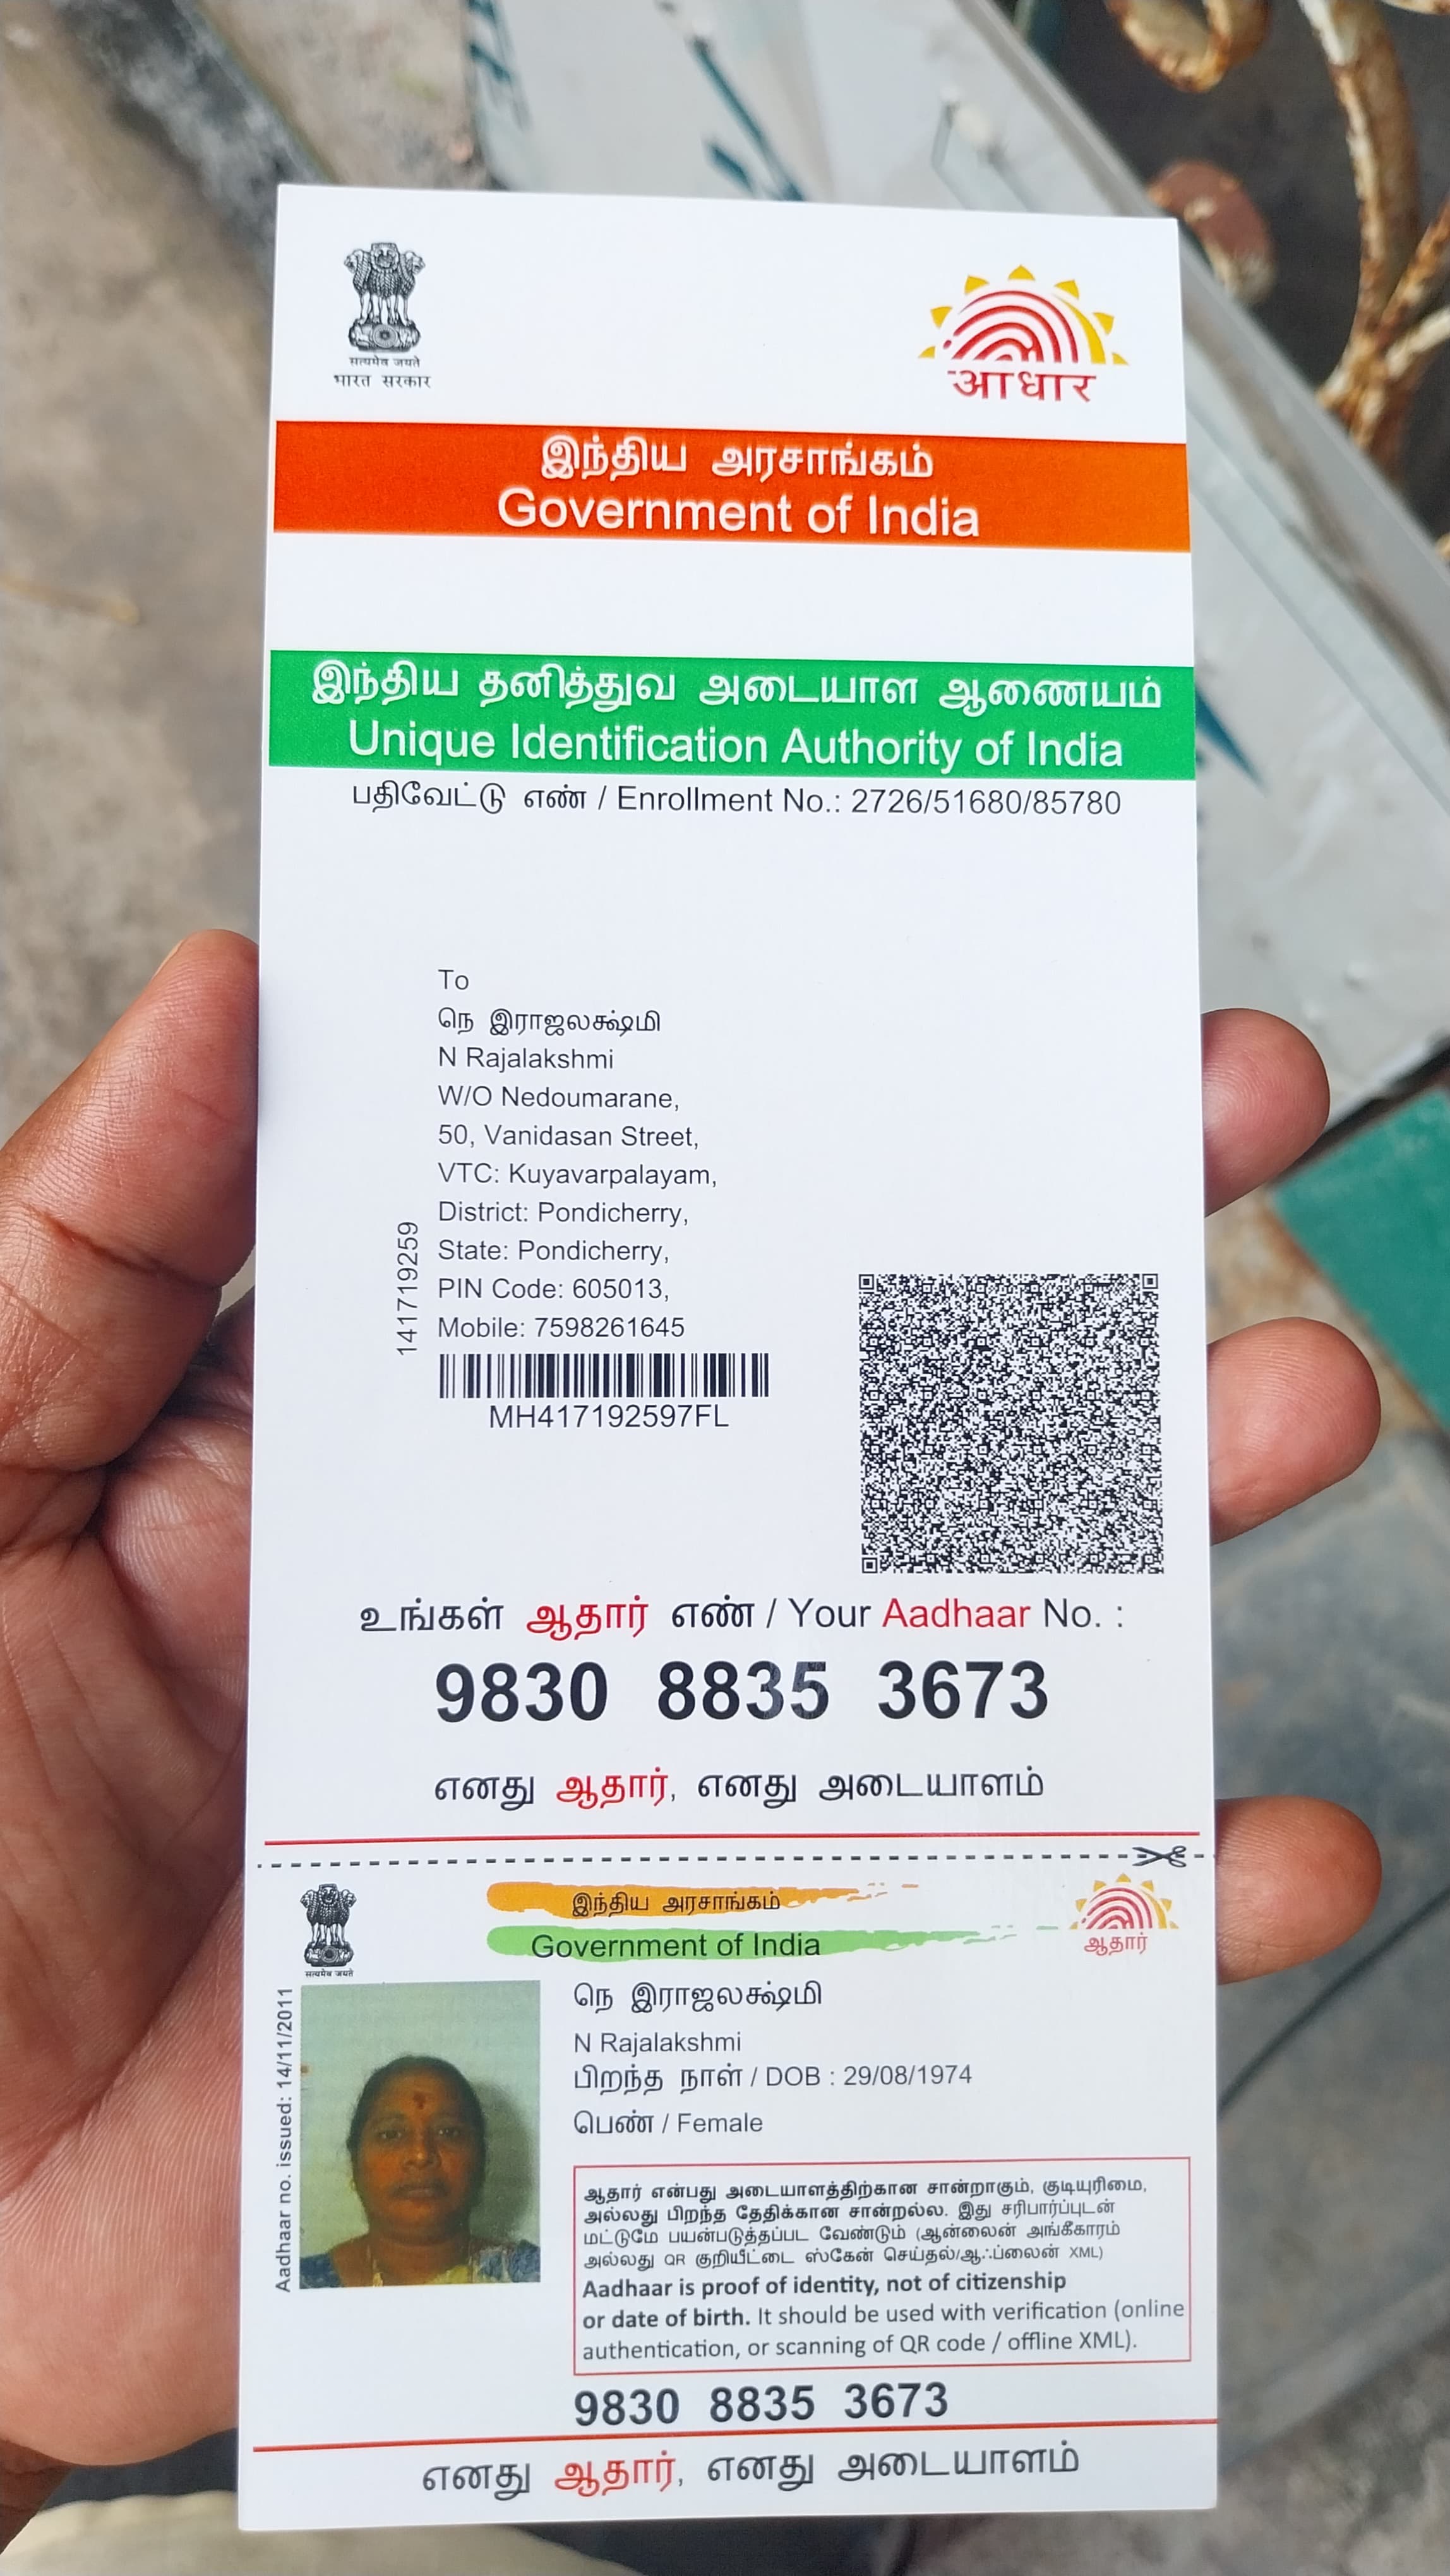 सत्यमेव जयते
भारत सरकार
आधार
இந்திய அரசாங்கம்
Government of India
இந்திய தனித்துவ அடையாள ஆணையம்
Unique Identification Authority of India
பதிவேட்டு எண் / Enrollment No.: 2726/51680/85780
To
நெ இராஜலக்ஷ்மி
N Rajalakshmi
W/O Nedoumarane,
50, Vanidasan Street,
VTC: Kuyavarpalayam,
District: Pondicherry,
State: Pondicherry,
PIN Code: 605013,
Mobile: 7598261645
141719259
MH417192597FL
உங்கள் ஆதார் எண் / Your Aadhaar No. :
9830 8835 3673
எனது ஆதார், எனது அடையாளம்
இந்திய அரசாங்கம்
Government of India
सत्यमेव जयते
ஆதார்
Aadhaar no. issued: 14/11/2011
நெ இராஜலக்ஷ்மி
N Rajalakshmi
பிறந்த நாள் / DOB : 29/08/1974
பெண் / Female
ஆதார் என்பது அடையாளத்திற்கான சான்றாகும், குடியுரிமை,
அல்லது பிறந்த தேதிக்கான சான்றல்ல. இது சரிபார்ப்புடன்
மட்டுமே பயன்படுத்தப்பட வேண்டும் (ஆன்லைன் அங்கீகாரம்
அல்லது QR குறியீட்டை ஸ்கேன் செய்தல்/ஆஃப்லைன் XML)
Aadhaar is proof of identity, not of citizenship
or date of birth. It should be used with verification (online
authentication, or scanning of QR code / offline XML).
9830 8835 3673
எனது ஆதார், எனது அடையாளம்